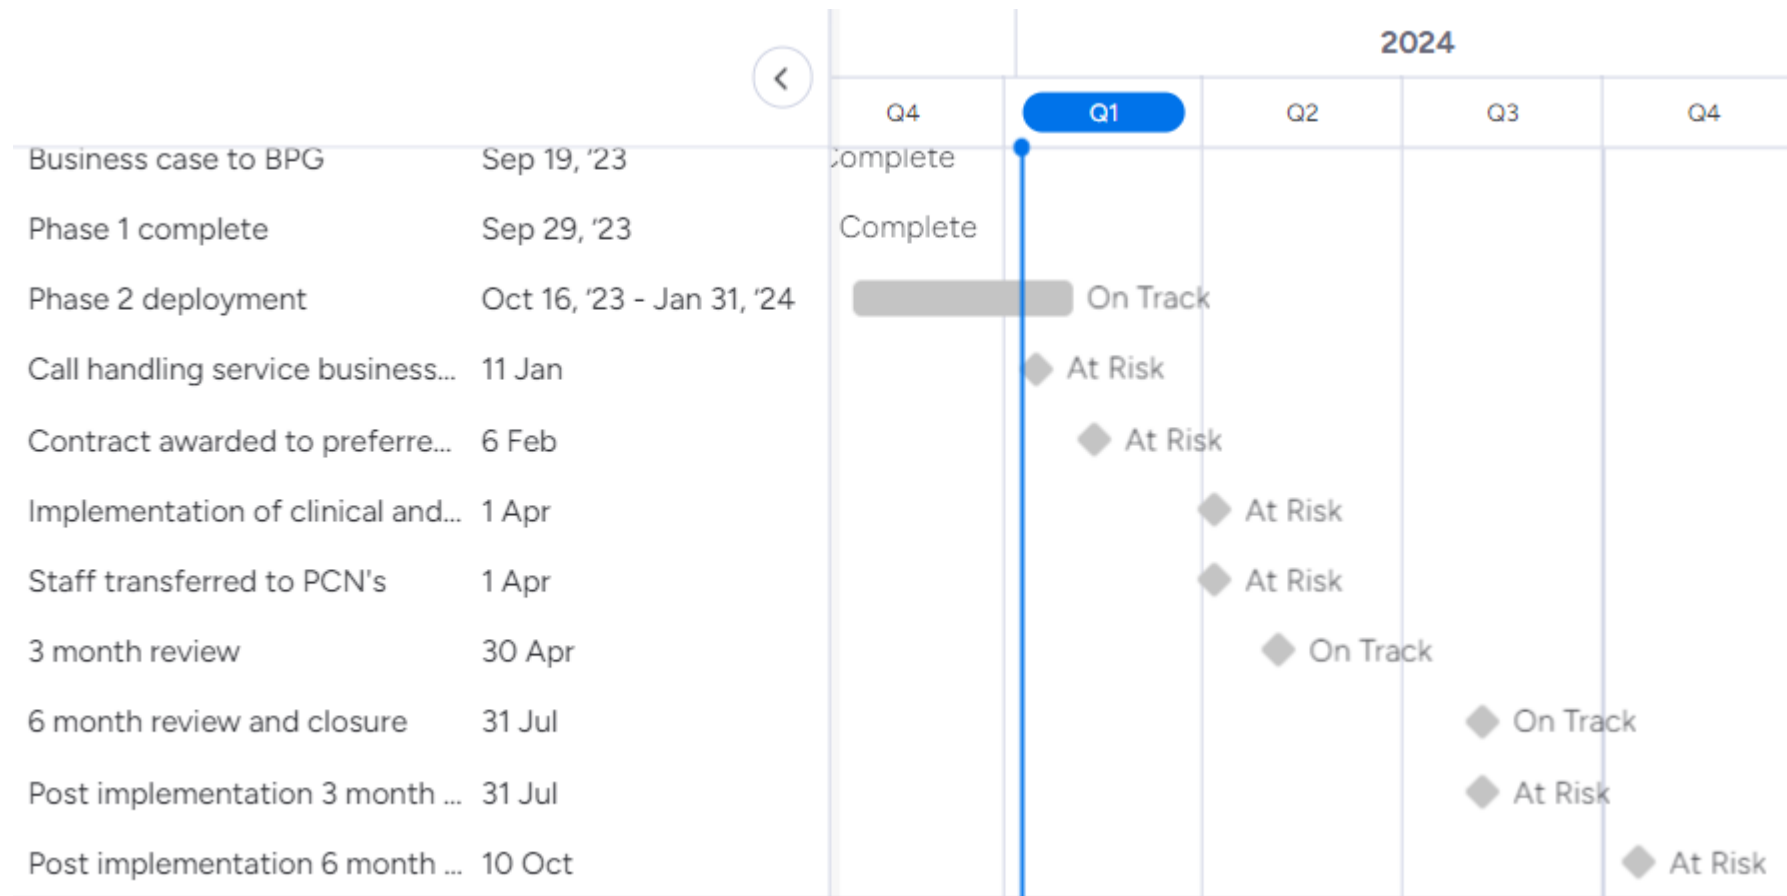 2024
Q4 Q1 Q2 Q3 Q4
Business case to BPG Sep 19, '23 Complete
Phase 1 complete Sep 29, '23 Complete
Phase 2 deployment Oct 16, '23 - Jan 31, '24 On Track
Call handling service business... 11 Jan At Risk
Contract awarded to preferre... 6 Feb At Risk
Implementation of clinical and... 1 Apr At Risk
Staff transferred to PCN's 1 Apr At Risk
3 month review 30 Apr On Track
6 month review and closure 31 Jul On Track
Post implementation 3 month ... 31 Jul At Risk
Post implementation 6 month ... 10 Oct At Risk